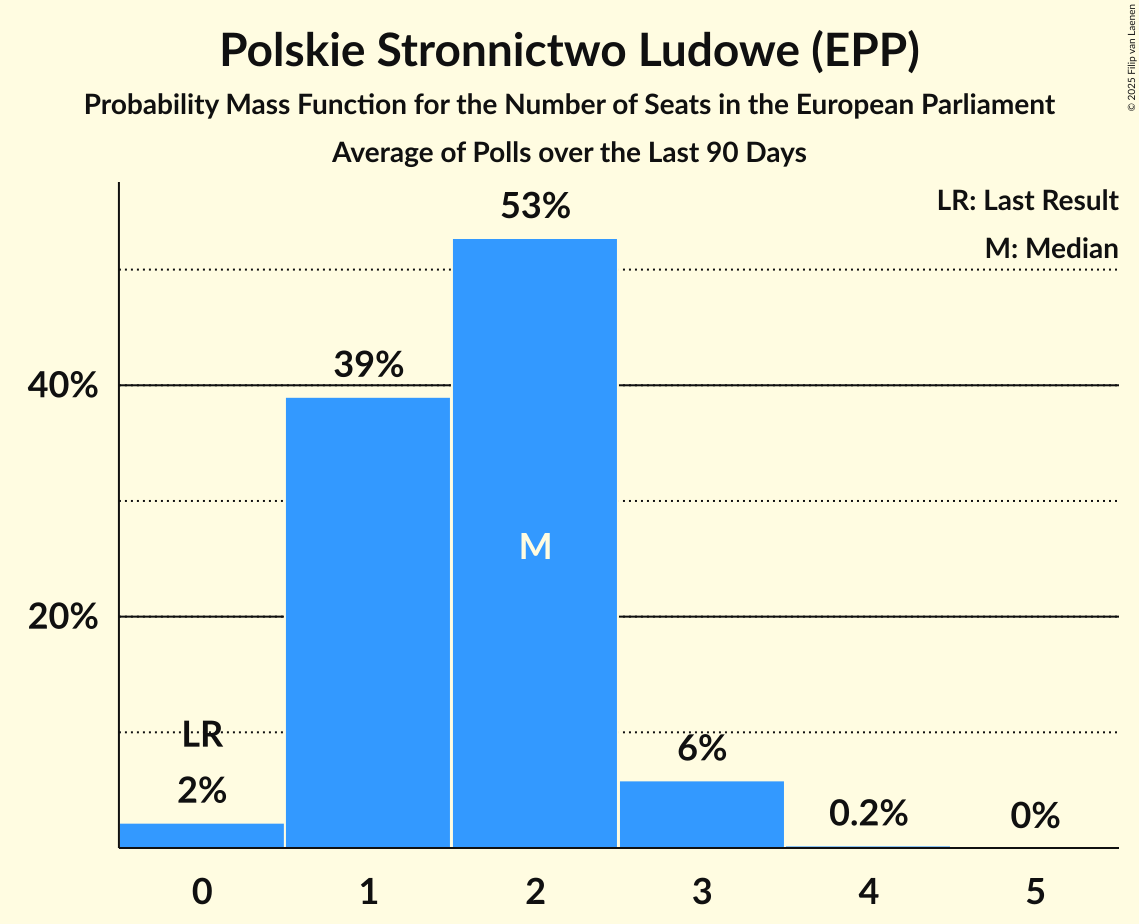 Polskie Stronnictwo Ludowe (EPP)
Probability Mass Function for the Number of Seats in the European Parliament
Average of Polls over the Last 90 Days
© 2025 Filip van Laenen
LR: Last Result
M: Median
53%
39%
40%
M
20%
LR
2%
6%
0.2%
0%
0 1 2 3 4 5